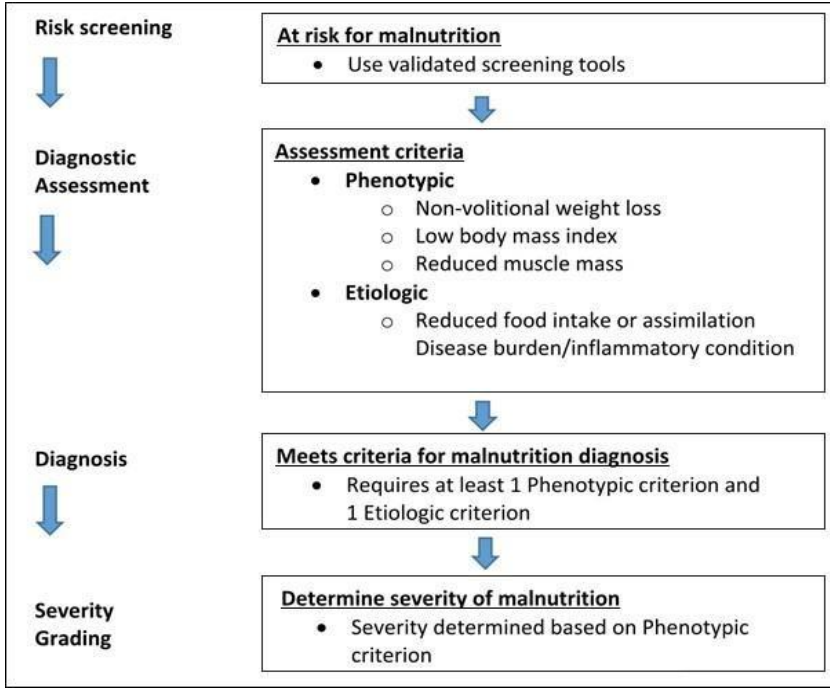 Risk screening
At risk for malnutrition
• Use validated screening tools
Diagnostic
Assessment
Assessment criteria
• Phenotypic
o Non-volitional weight loss
o Low body mass index
o Reduced muscle mass
• Etiologic
o Reduced food intake or assimilation
Disease burden/inflammatory condition
Diagnosis
Meets criteria for malnutrition diagnosis
• Requires at least 1 Phenotypic criterion and
1 Etiologic criterion
Severity
Grading
Determine severity of malnutrition
• Severity determined based on Phenotypic
criterion